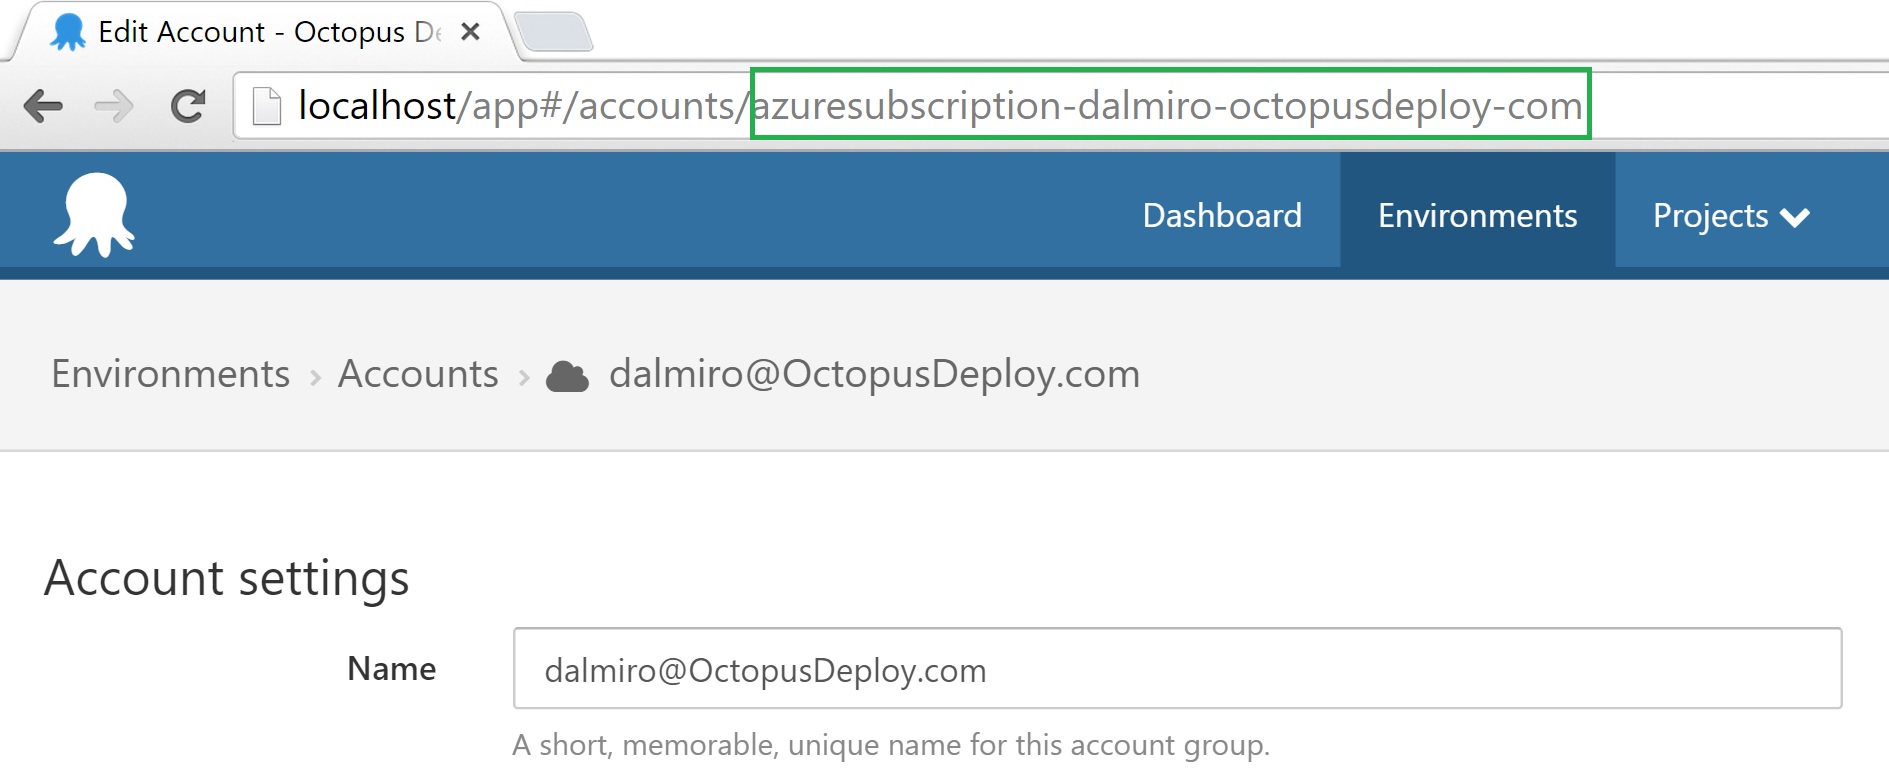 Edit Account - Octopus De
localhost/app#/accounts/azuresubscription-dalmiro-octopusdeploy-com
Dashboard Environments Projects
Environments › Accounts › dalmiro@OctopusDeploy.com
Account settings
Name dalmiro@OctopusDeploy.com
A short, memorable, unique name for this account group.